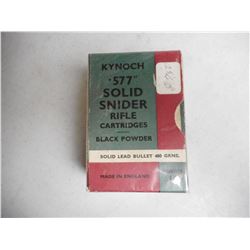 KYNOCH
·577"
SOLID
SNIDER
RIFLE
CARTRIDGES
BLACK POWDER
SOLID LEAD BULLET 480 GRNS.
MADE IN ENGLAND